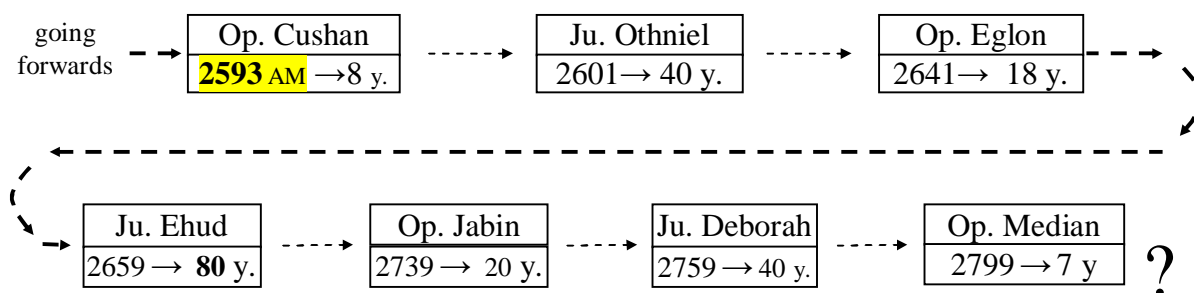 going
forwards
Op. Cushan
2593 AM →8 y.
Ju. Othniel
2601→ 40 y.
Op. Eglon
2641→ 18 y.
Ju. Ehud
2659 → 80 y.
Op. Jabin
2739 → 20 y.
Ju. Deborah
2759 → 40 y.
Op. Median
2799 → 7 y
?